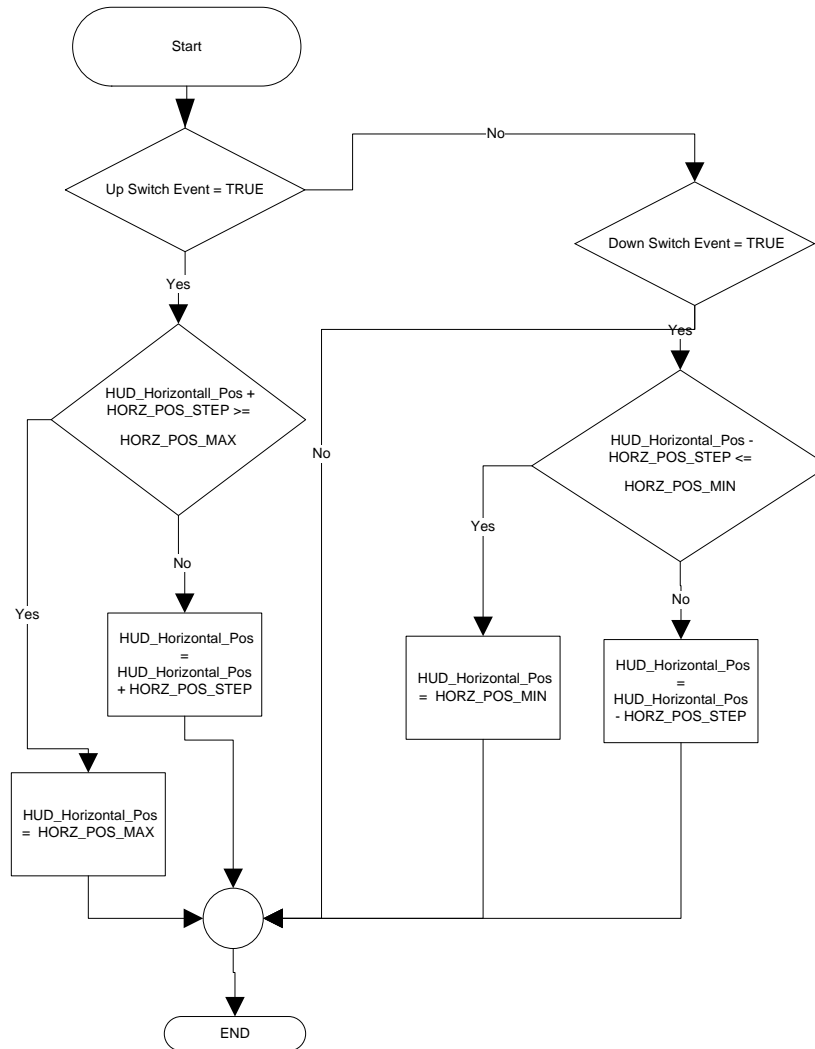 Start
No
Up Switch Event = TRUE
Down Switch Event = TRUE
Yes
Yes
HUD_Horizontall_Pos +
HORZ_POS_STEP >=
HORZ_POS_MAX
HUD_Horizontal_Pos -
HORZ_POS_STEP <=
HORZ_POS_MIN
No
Yes
No
No
Yes
HUD_Horizontal_Pos
=
HUD_Horizontal_Pos
+ HORZ_POS_STEP
HUD_Horizontal_Pos
= HORZ_POS_MIN
HUD_Horizontal_Pos
=
HUD_Horizontal_Pos
- HORZ_POS_STEP
HUD_Horizontal_Pos
= HORZ_POS_MAX
END